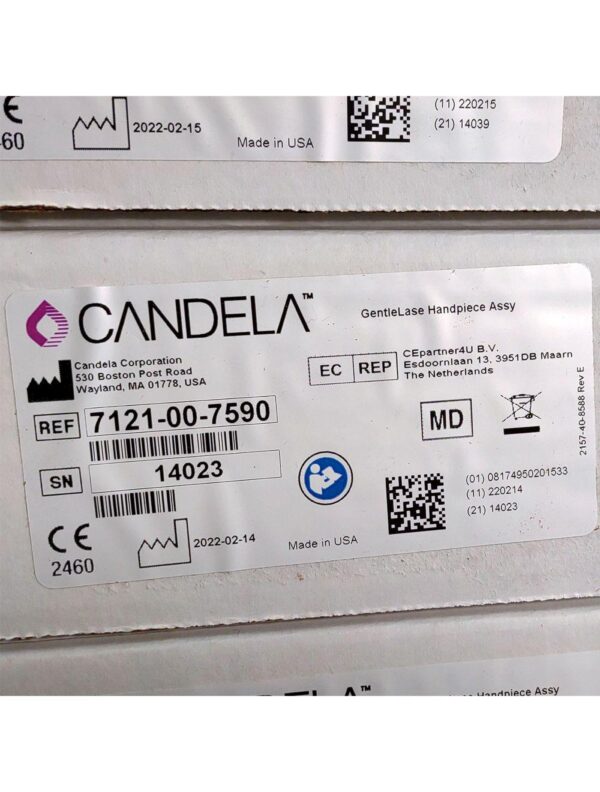 €
60
2022-02-15
Made in USA
(11) 220215
(21) 14039
CANDELA™
GentleLase Handpiece Assy
Candela Corporation
530 Boston Post Road
Wayland, MA 01778, USA
EC REP
CEpartner4U B.V.
Esdoornlaan 13, 3951DB Maarn
The Netherlands
REF 7121-00-7590
MD
SN 14023
(01) 08174950201533
(11) 220214
(21) 14023
2157-40-8588 Rev E
CE
2460
2022-02-14
Made in USA
DELA™
Handpiece Assy